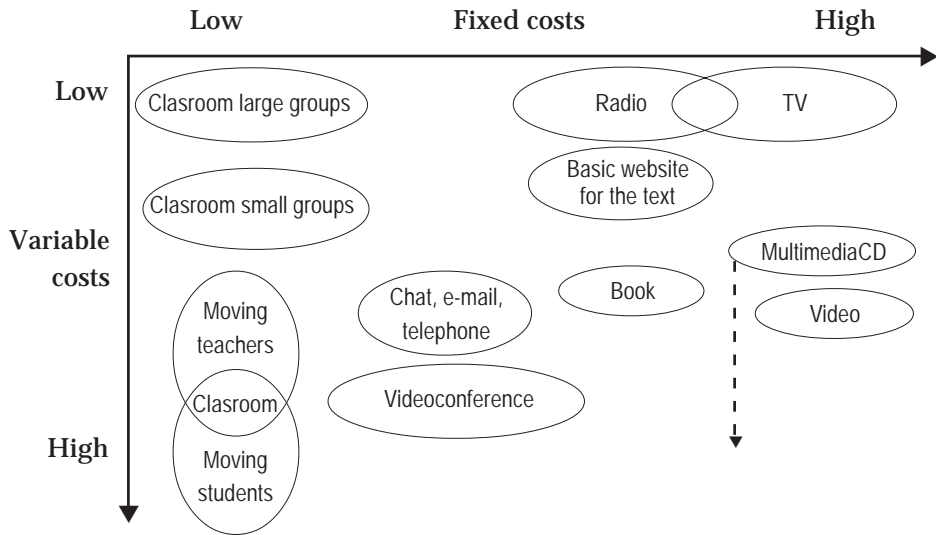 Low Fixed costs High
Low
Clasroom large groups
Radio
TV
Basic website
for the text
Clasroom small groups
Variable
costs
MultimediaCD
Chat, e-mail,
telephone
Book
Video
Moving
teachers
Clasroom
Videoconference
High
Moving
students